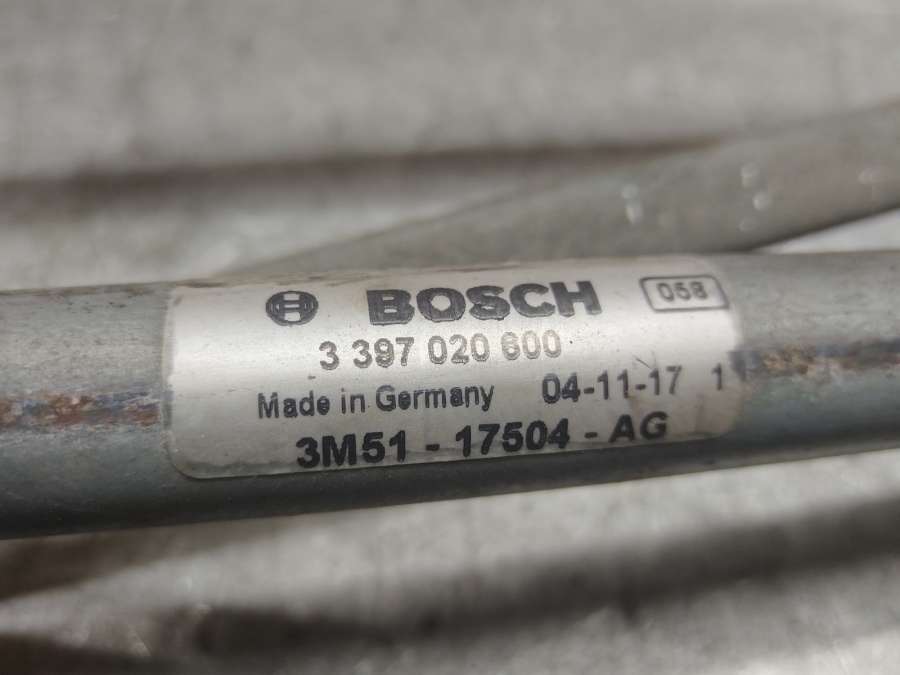 BOSCH 058
3 397 020 600
Made in Germany 04-11-17 1
3M51 - 17504 - AG